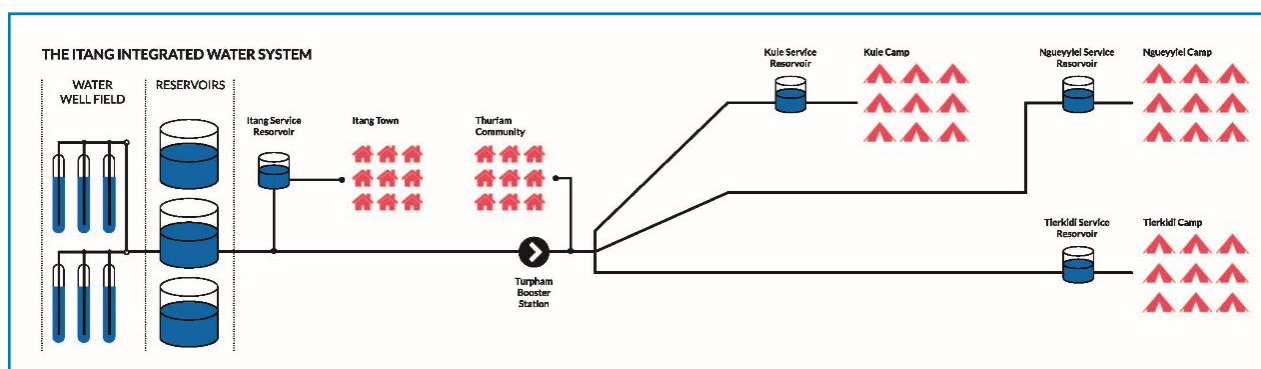 THE ITANG INTEGRATED WATER SYSTEM
WATER
WELL FIELD
RESERVOIRS
Itang Service
Reservoir
Itang Town
Thurfam
Community
Turpham
Booster
Station
Kule Service
Reservoir
Kule Camp
Ngueyyiel Service
Reservoir
Ngueyyiel Camp
Tierkidi Service
Reservoir
Tierkidi Camp